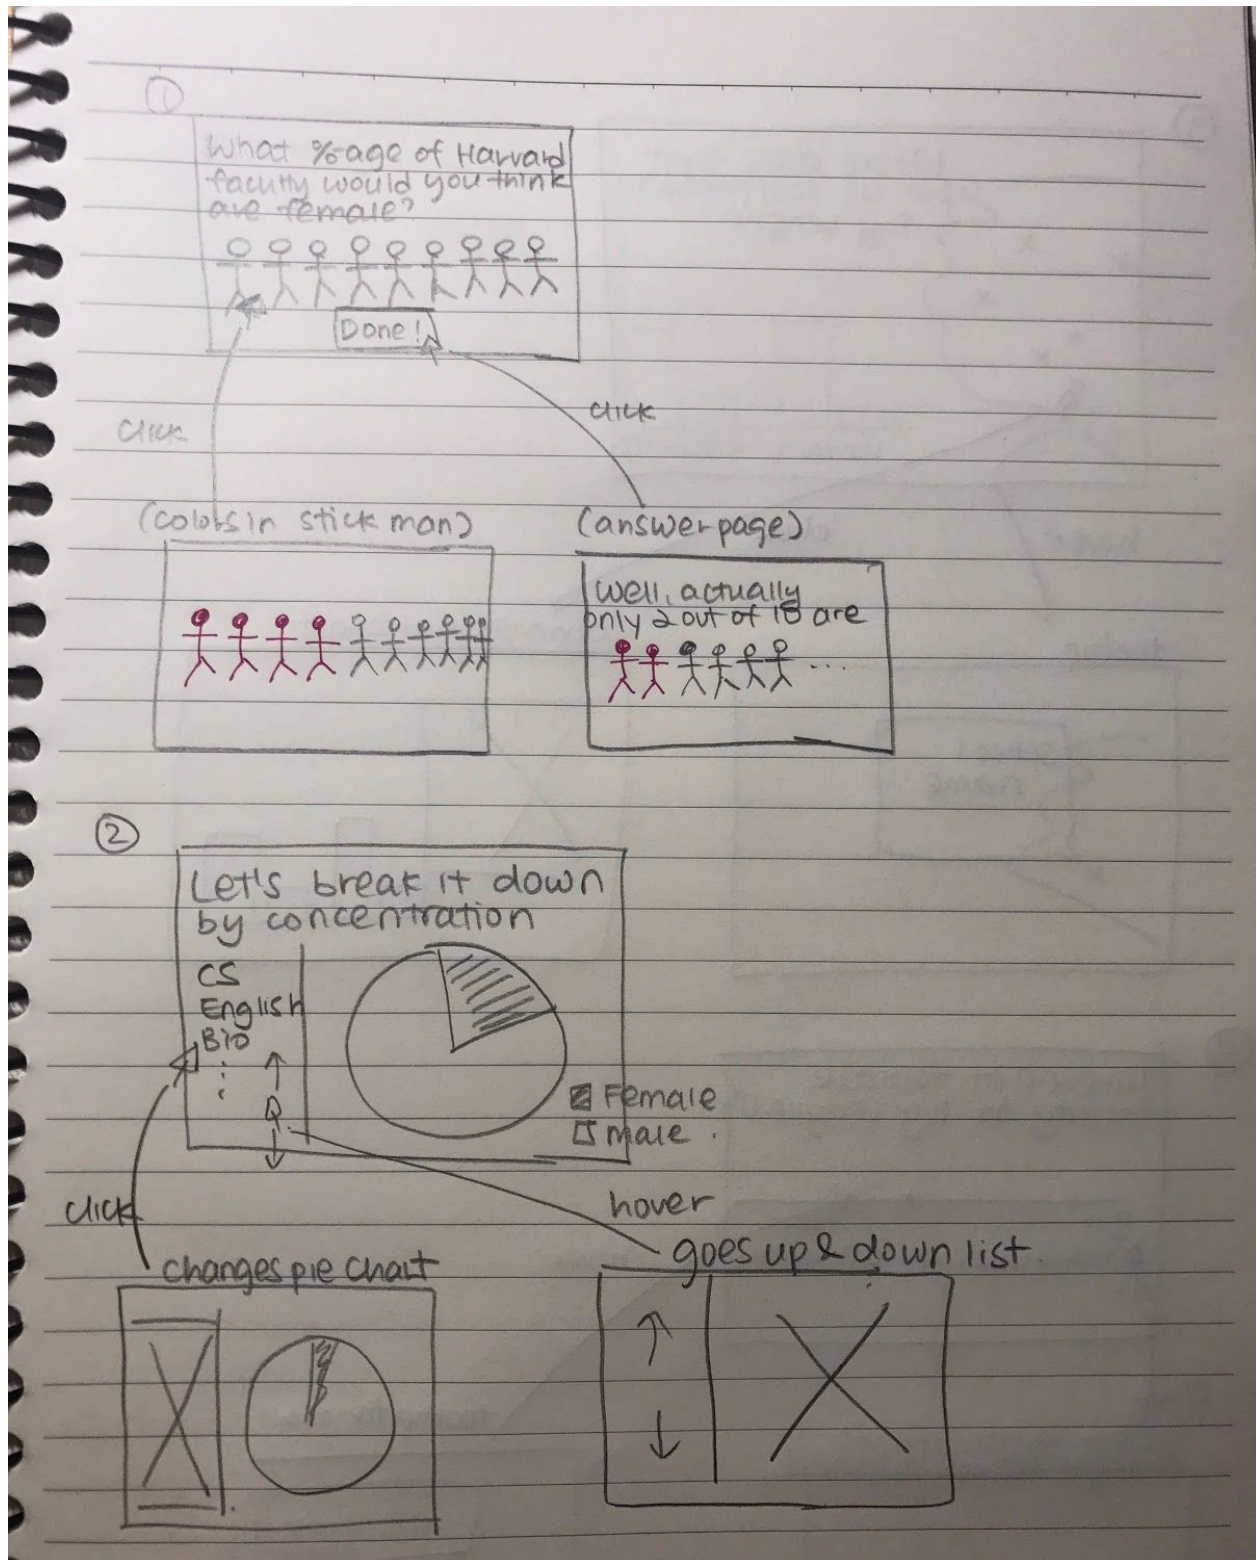 ①
What %age of Harvard
faculty would you think
are female?
Done!
click
click
(colors in stick man)
(answer page)
Well, actually
only 2 out of 10 are
...
②
Let's break it down
by concentration
CS
English
Bio
Female
male
click
hover
changes pie chart
goes up & down list